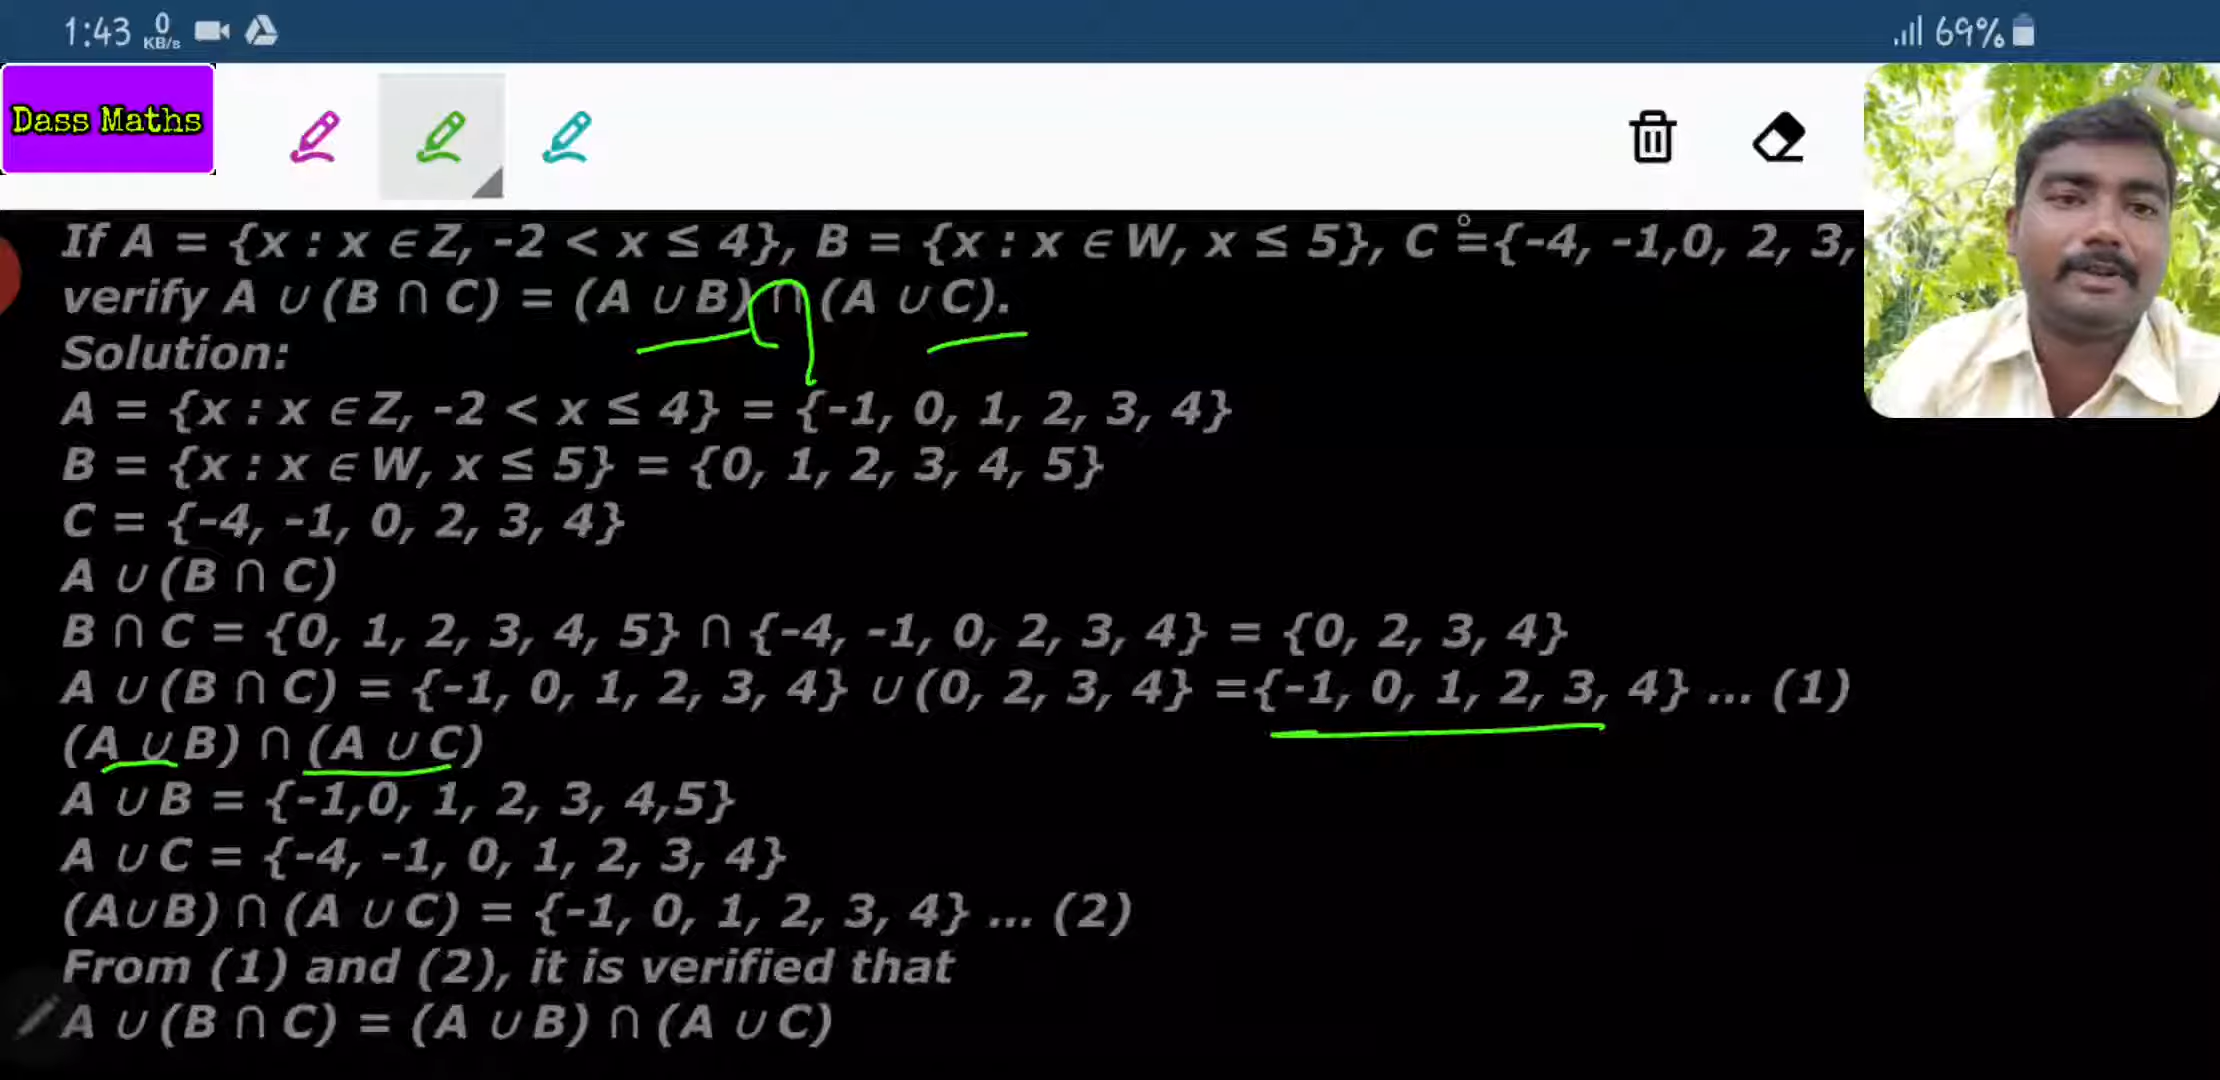 1:43 0 KB/s 69%
Dass Maths
If A = {x : x ∈ Z, -2 < x ≤ 4}, B = {x : x ∈ W, x ≤ 5}, C ={-4, -1,0, 2, 3,
verify A ∪ (B ∩ C) = (A ∪ B) ∩ (A ∪ C).
Solution:
A = {x : x ∈ Z, -2 < x ≤ 4} = {-1, 0, 1, 2, 3, 4}
B = {x : x ∈ W, x ≤ 5} = {0, 1, 2, 3, 4, 5}
C = {-4, -1, 0, 2, 3, 4}
A ∪ (B ∩ C)
B ∩ C = {0, 1, 2, 3, 4, 5} ∩ {-4, -1, 0, 2, 3, 4} = {0, 2, 3, 4}
A ∪ (B ∩ C) = {-1, 0, 1, 2, 3, 4} ∪ (0, 2, 3, 4} ={-1, 0, 1, 2, 3, 4} ... (1)
(A ∪ B) ∩ (A ∪ C)
A ∪ B = {-1,0, 1, 2, 3, 4,5}
A ∪ C = {-4, -1, 0, 1, 2, 3, 4}
(A∪B) ∩ (A ∪ C) = {-1, 0, 1, 2, 3, 4} ... (2)
From (1) and (2), it is verified that
A ∪ (B ∩ C) = (A ∪ B) ∩ (A ∪ C)